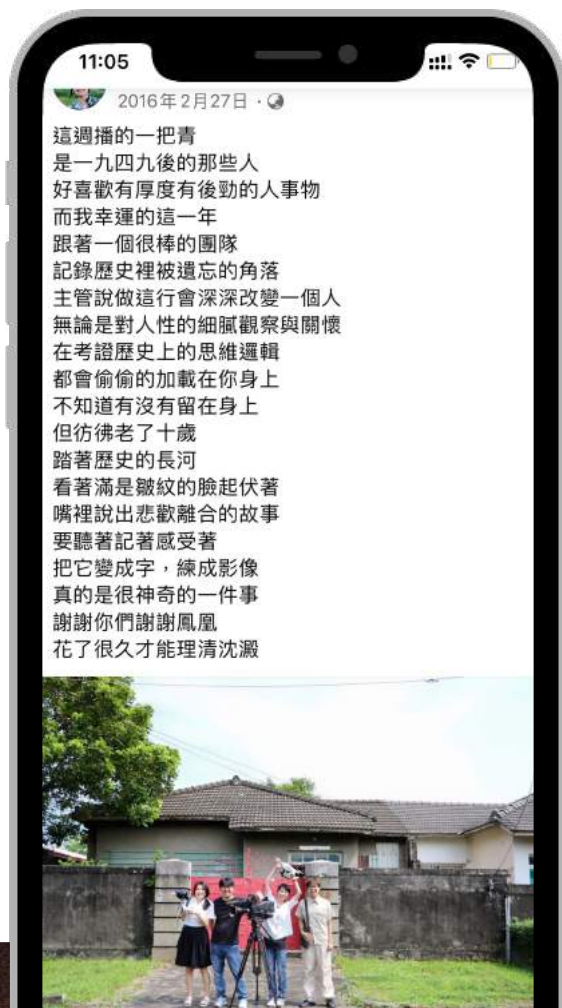 11:05
2016年2月27日
這週播的一把青
是一九四九後的那些人
好喜歡有厚度有後勁的人事物
而我幸運的這一年
跟著一個很棒的團隊
記錄歷史裡被遺忘的角落
主管說做這行會深深改變一個人
無論是對人性的細膩觀察與關懷
在考證歷史上的思維邏輯
都會偷偷的加載在你身上
不知道有沒有留在身上
但彷彿老了十歲
踏著歷史的長河
看著滿是皺紋的臉起伏著
嘴裡說出悲歡離合的故事
要聽著記著感受著
把它變成字，練成影像
真的是很神奇的一件事
謝謝你們謝謝鳳凰
花了很久才能理清沈澱